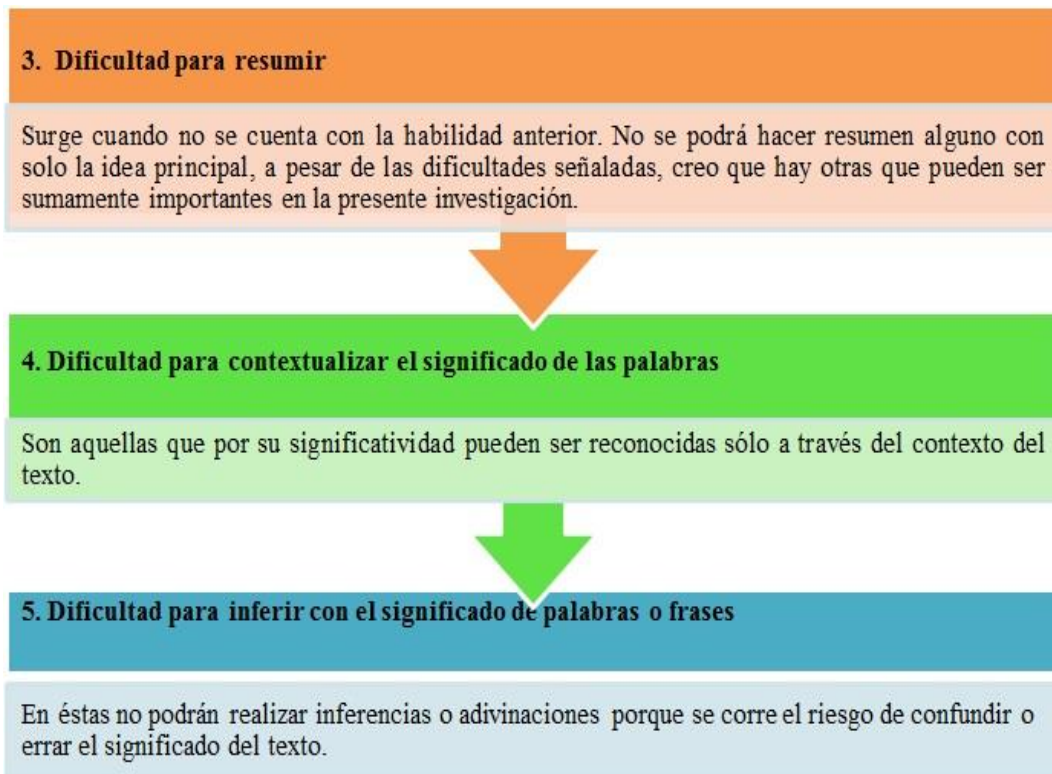 3. Dificultad para resumir
Surge cuando no se cuenta con la habilidad anterior. No se podrá hacer resumen alguno con
solo la idea principal, a pesar de las dificultades señaladas, creo que hay otras que pueden ser
sumamente importantes en la presente investigación.
4. Dificultad para contextualizar el significado de las palabras
Son aquellas que por su significatividad pueden ser reconocidas sólo a través del contexto del
texto.
5. Dificultad para inferir con el significado de palabras o frases
En éstas no podrán realizar inferencias o adivinaciones porque se corre el riesgo de confundir o
errar el significado del texto.